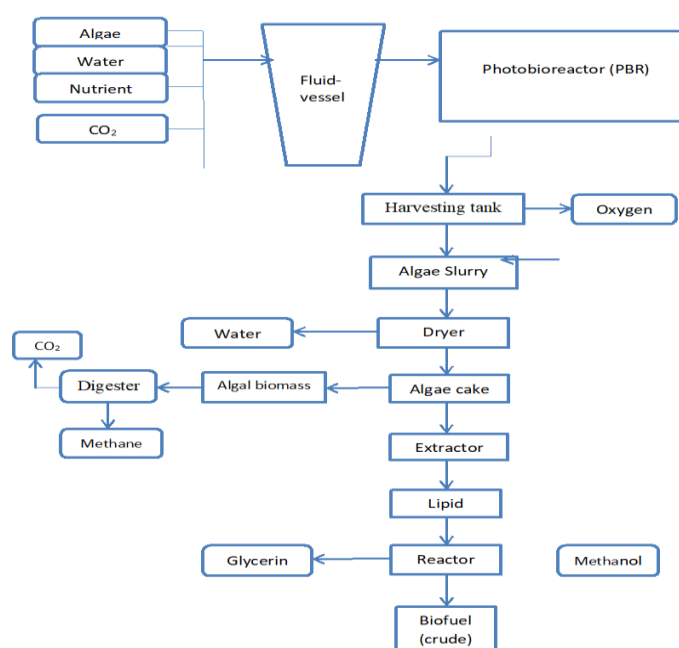 Algae
Water
Nutrient
CO₂
Fluid-
vessel
Photobioreactor (PBR)
Harvesting tank
Oxygen
Algae Slurry
Water
Dryer
CO₂
Digester
Algal biomass
Algae cake
Methane
Extractor
Lipid
Glycerin
Reactor
Methanol
Biofuel
(crude)